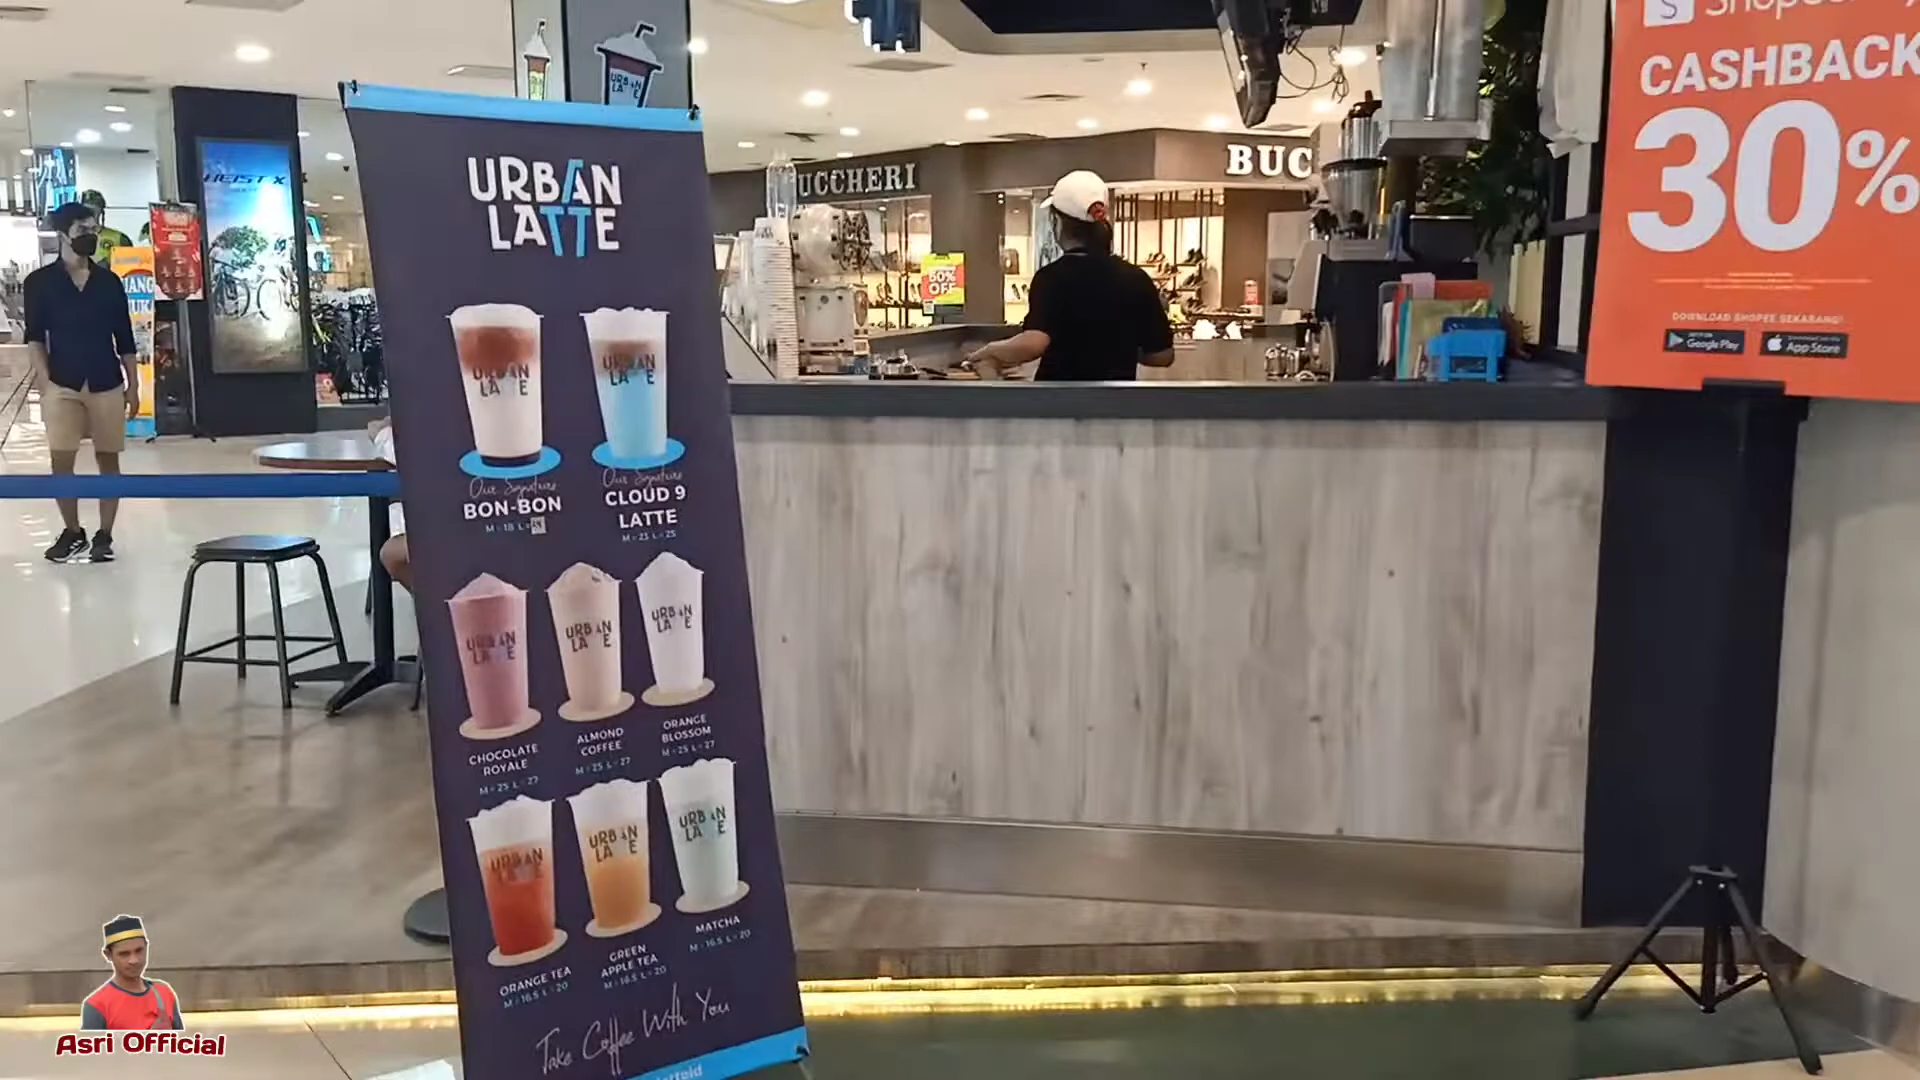 URBAN
LATTE
Our Signature
BON-BON
M = 18 L =
Our Signature
CLOUD 9
LATTE
M = 23 L = 25
CHOCOLATE
ROYALE
M = 25 L = 27
ALMOND
COFFEE
M = 25 L = 27
ORANGE
BLOSSOM
M = 25 L = 27
ORANGE TEA
M = 16.5 L = 20
GREEN
APPLE TEA
M = 16.5 L = 20
MATCHA
M = 16.5 L = 20
Take Coffee With You
HEIST X
UCCHERI
BUC
50%
OFF
CASHBACK
30%
DOWNLOAD SHOPEE SEKARANG!
Google Play
App Store
Asri Official